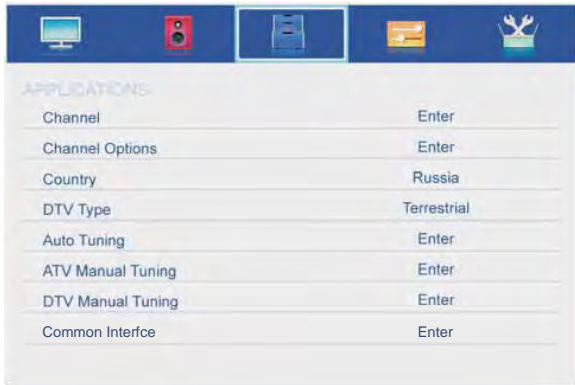 APPLICATIONS
Channel Enter
Channel Options Enter
Country Russia
DTV Type Terrestrial
Auto Tuning Enter
ATV Manual Tuning Enter
DTV Manual Tuning Enter
Common Interfce Enter